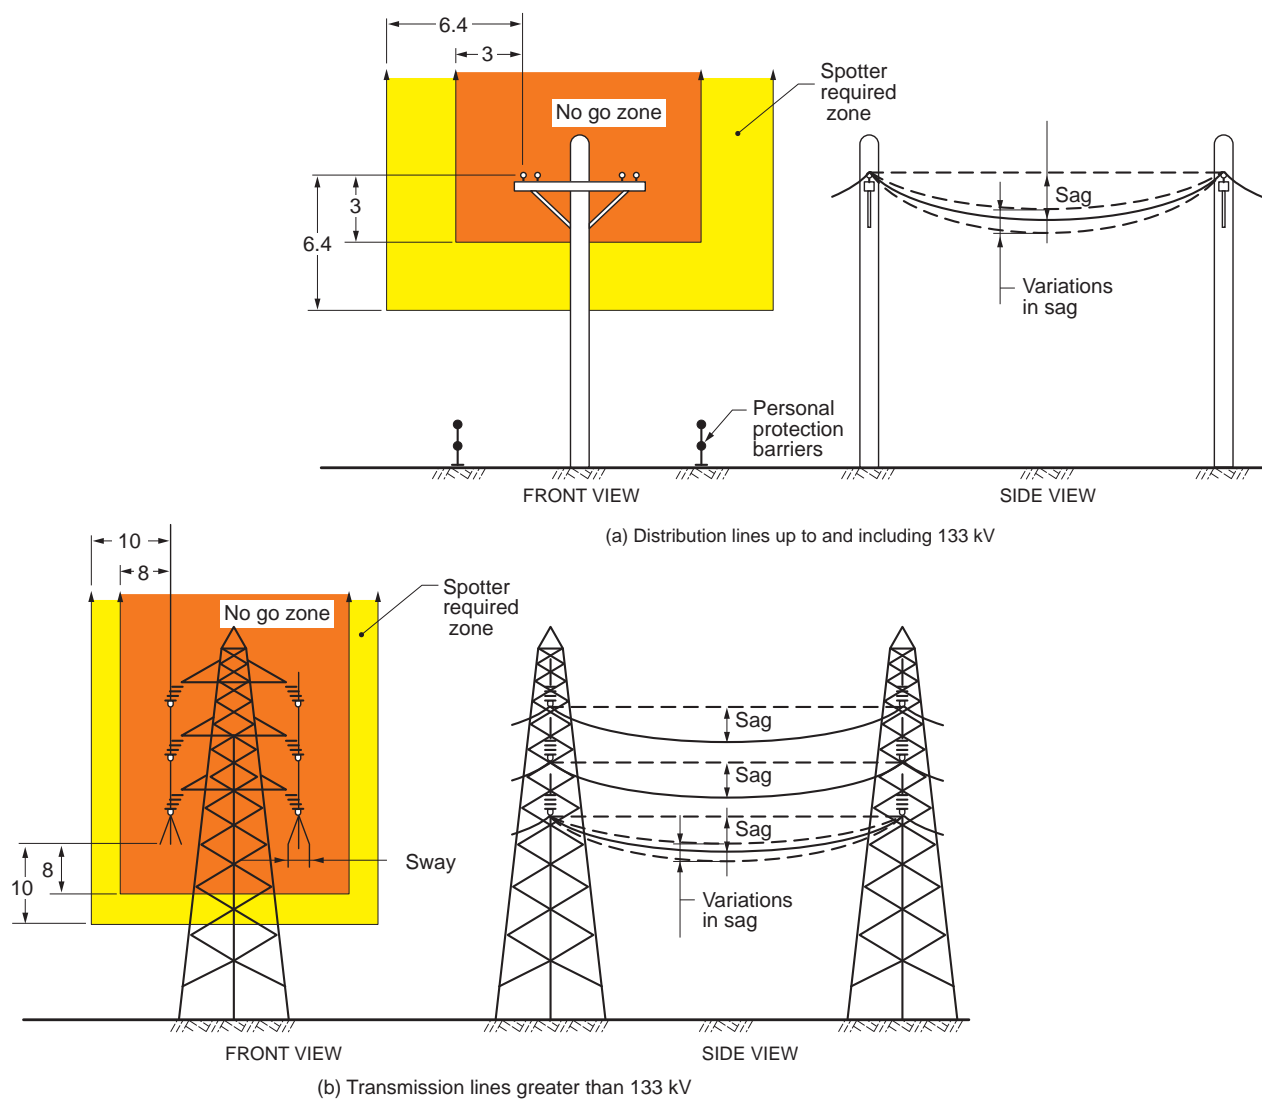 6.4
3
Spotter
required
zone
No go zone
3
6.4
Sag
Variations
in sag
Personal
protection
barriers
FRONT VIEW
SIDE VIEW
(a) Distribution lines up to and including 133 kV
10
8
Spotter
required
zone
No go zone
Sag
Sag
Sag
8
10
Sway
Variations
in sag
FRONT VIEW
SIDE VIEW
(b) Transmission lines greater than 133 kV